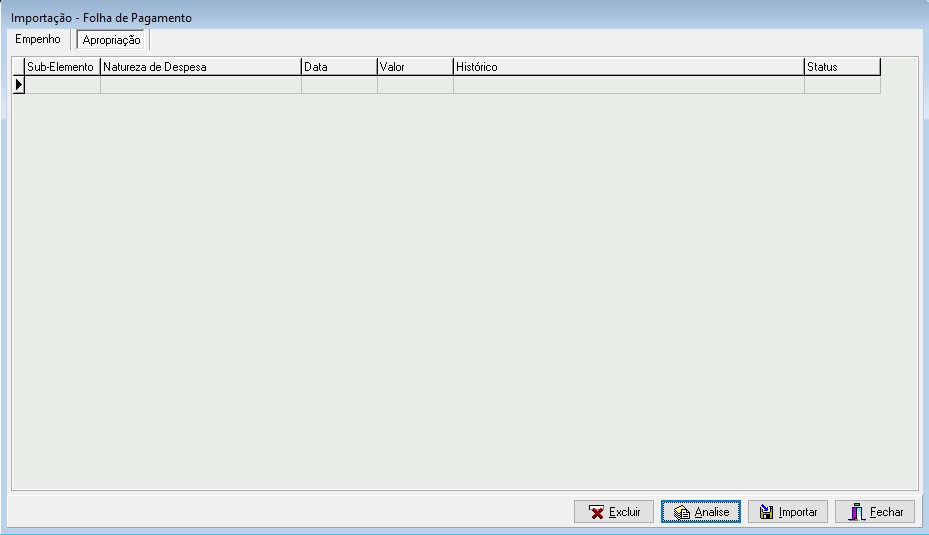 Importação - Folha de Pagamento
Empenho Apropriação
Sub-Elemento Natureza de Despesa Data Valor Histórico Status
Excluir Analise Importar Fechar